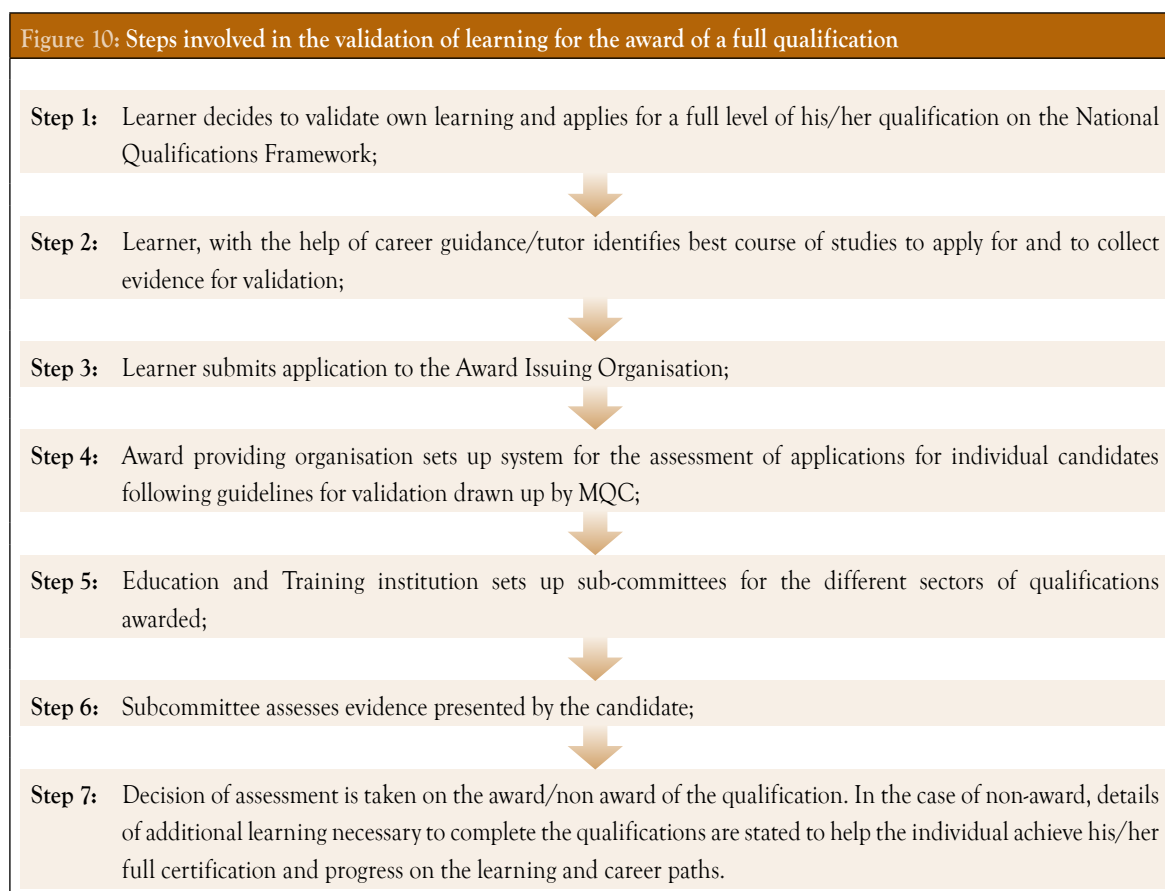 Figure 10: Steps involved in the validation of learning for the award of a full qualification
Step 1: Learner decides to validate own learning and applies for a full level of his/her qualification on the National
Qualifications Framework;
Step 2: Learner, with the help of career guidance/tutor identifies best course of studies to apply for and to collect
evidence for validation;
Step 3: Learner submits application to the Award Issuing Organisation;
Step 4: Award providing organisation sets up system for the assessment of applications for individual candidates
following guidelines for validation drawn up by MQC;
Step 5: Education and Training institution sets up sub-committees for the different sectors of qualifications
awarded;
Step 6: Subcommittee assesses evidence presented by the candidate;
Step 7: Decision of assessment is taken on the award/non award of the qualification. In the case of non-award, details
of additional learning necessary to complete the qualifications are stated to help the individual achieve his/her
full certification and progress on the learning and career paths.